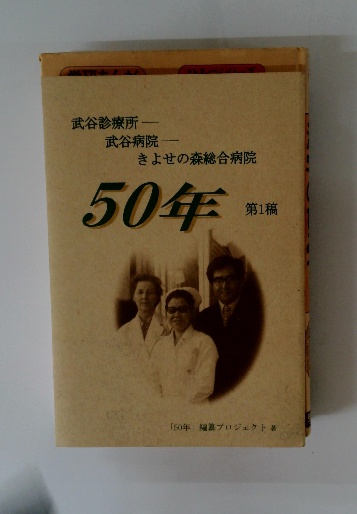 武谷診療所―
武谷病院―
きよせの森総合病院
50年
第1稿
「50年」編纂プロジェクト 著